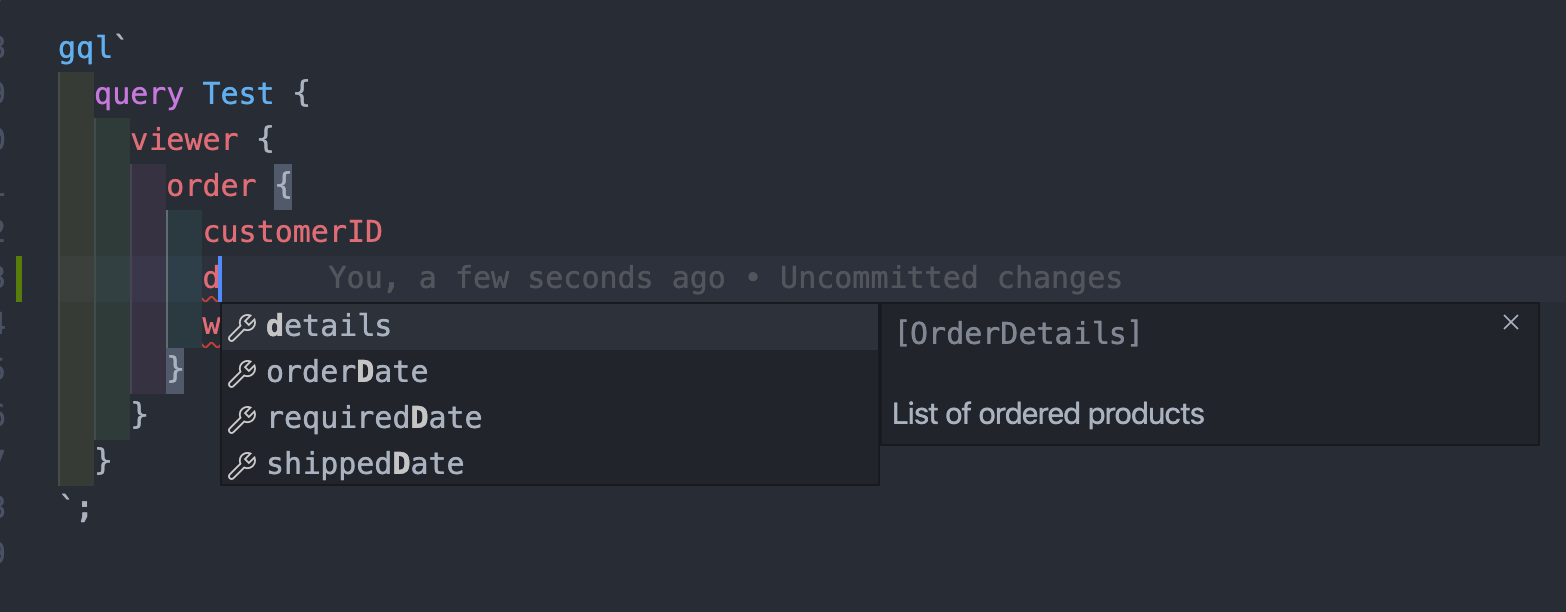 gql`
query Test {
viewer {
order {
customerID
d You, a few seconds ago • Uncommitted changes
w
details
orderDate
requiredDate
shippedDate
[OrderDetails]
List of ordered products
}
}
}
`;